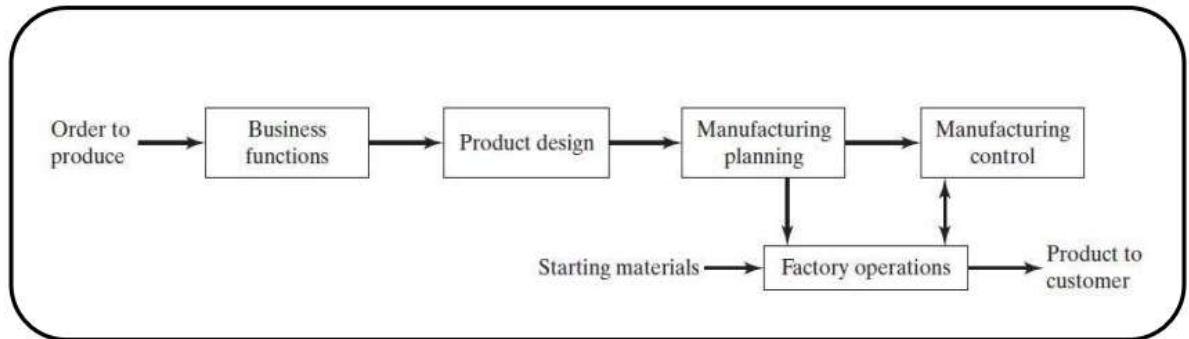 Order to
produce
Business
functions
Product design
Manufacturing
planning
Manufacturing
control
Starting materials
Factory operations
Product to
customer